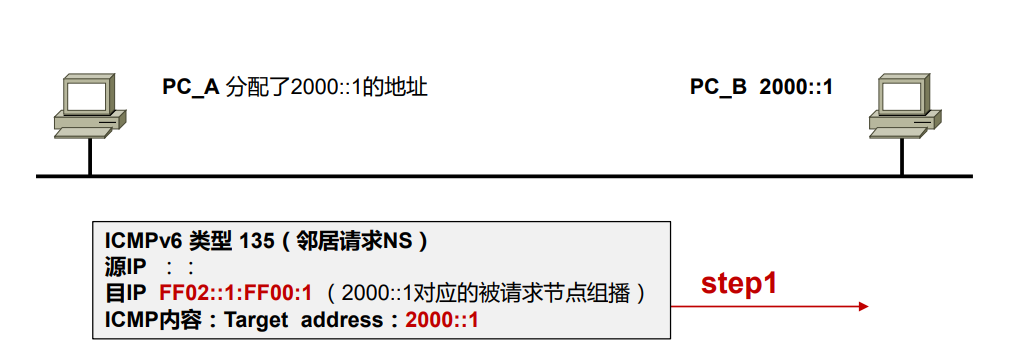 PC_A 分配了2000::1的地址
PC_B 2000::1
ICMPv6 类型 135（邻居请求NS）
源IP ：：
目IP FF02::1:FF00:1（2000::1对应的被请求节点组播）
ICMP内容：Target address：2000::1
step1